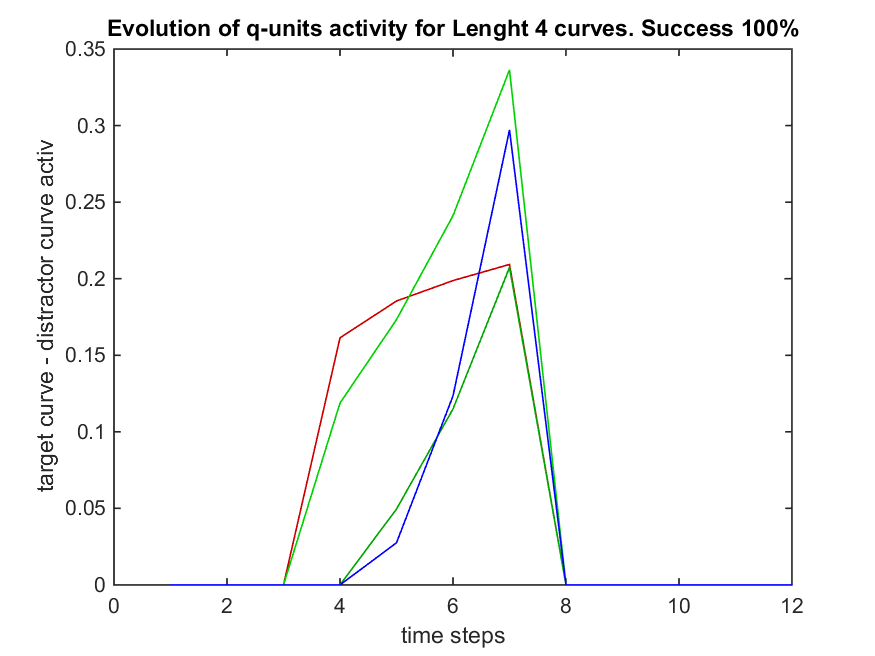 Evolution of q-units activity for Lenght 4 curves. Success 100%
0.35
0.3
0.25
0.2
0.15
0.1
0.05
0
target curve - distractor curve activ
0 2 4 6 8 10 12
time steps